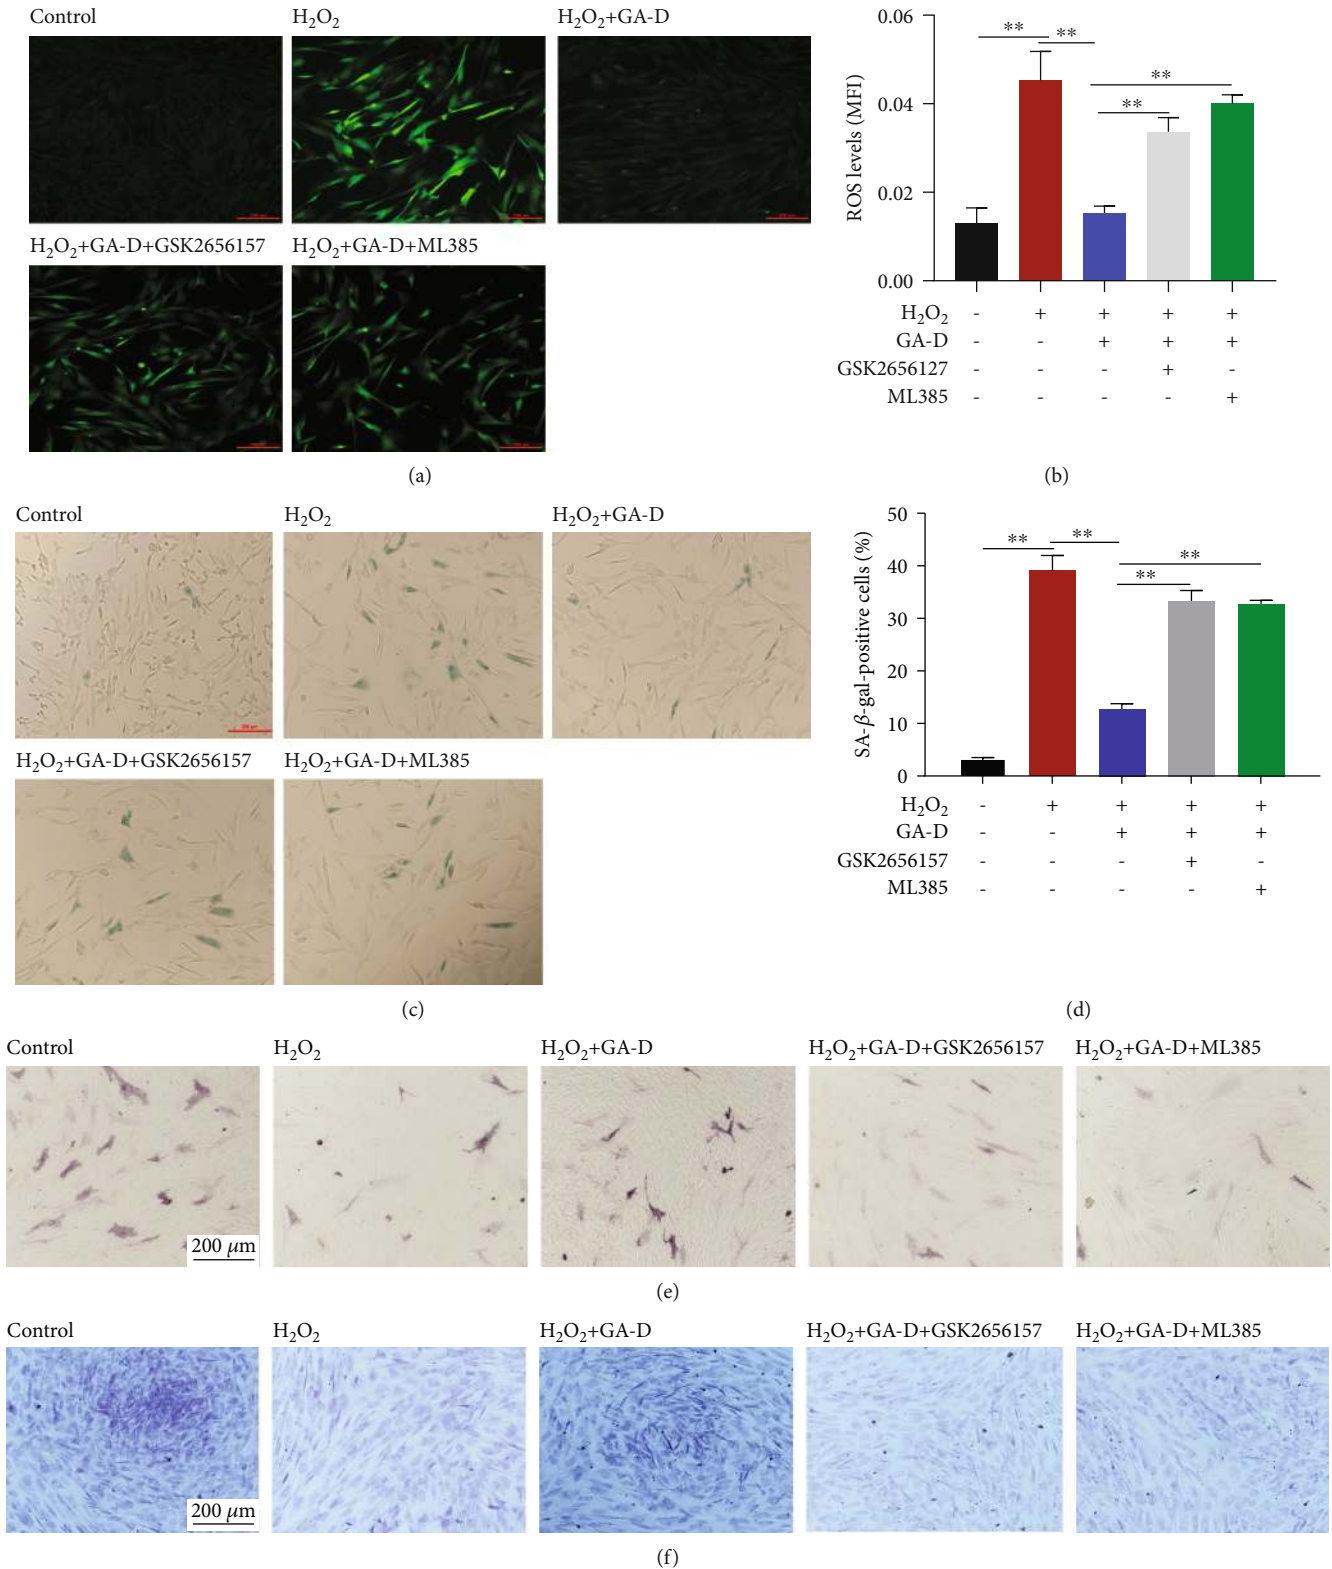 Control
H₂O₂
H₂O₂+GA-D
H₂O₂+GA-D+GSK2656157
H₂O₂+GA-D+ML385
(a)
0.06
0.04
0.02
0.00
ROS levels (MFI)
** ** ** **
H₂O₂ - + + + +
GA-D - - + + +
GSK2656127 - - - + -
ML385 - - - - +
(b)
Control
H₂O₂
H₂O₂+GA-D
H₂O₂+GA-D+GSK2656157
H₂O₂+GA-D+ML385
(c)
50
40
30
20
10
0
SA-β-gal-positive cells (%)
** ** ** **
H₂O₂ - + + + +
GA-D - - + + +
GSK2656157 - - - + -
ML385 - - - - +
(d)
Control
H₂O₂
H₂O₂+GA-D
H₂O₂+GA-D+GSK2656157
H₂O₂+GA-D+ML385
200 μm
(e)
Control
H₂O₂
H₂O₂+GA-D
H₂O₂+GA-D+GSK2656157
H₂O₂+GA-D+ML385
200 μm
(f)